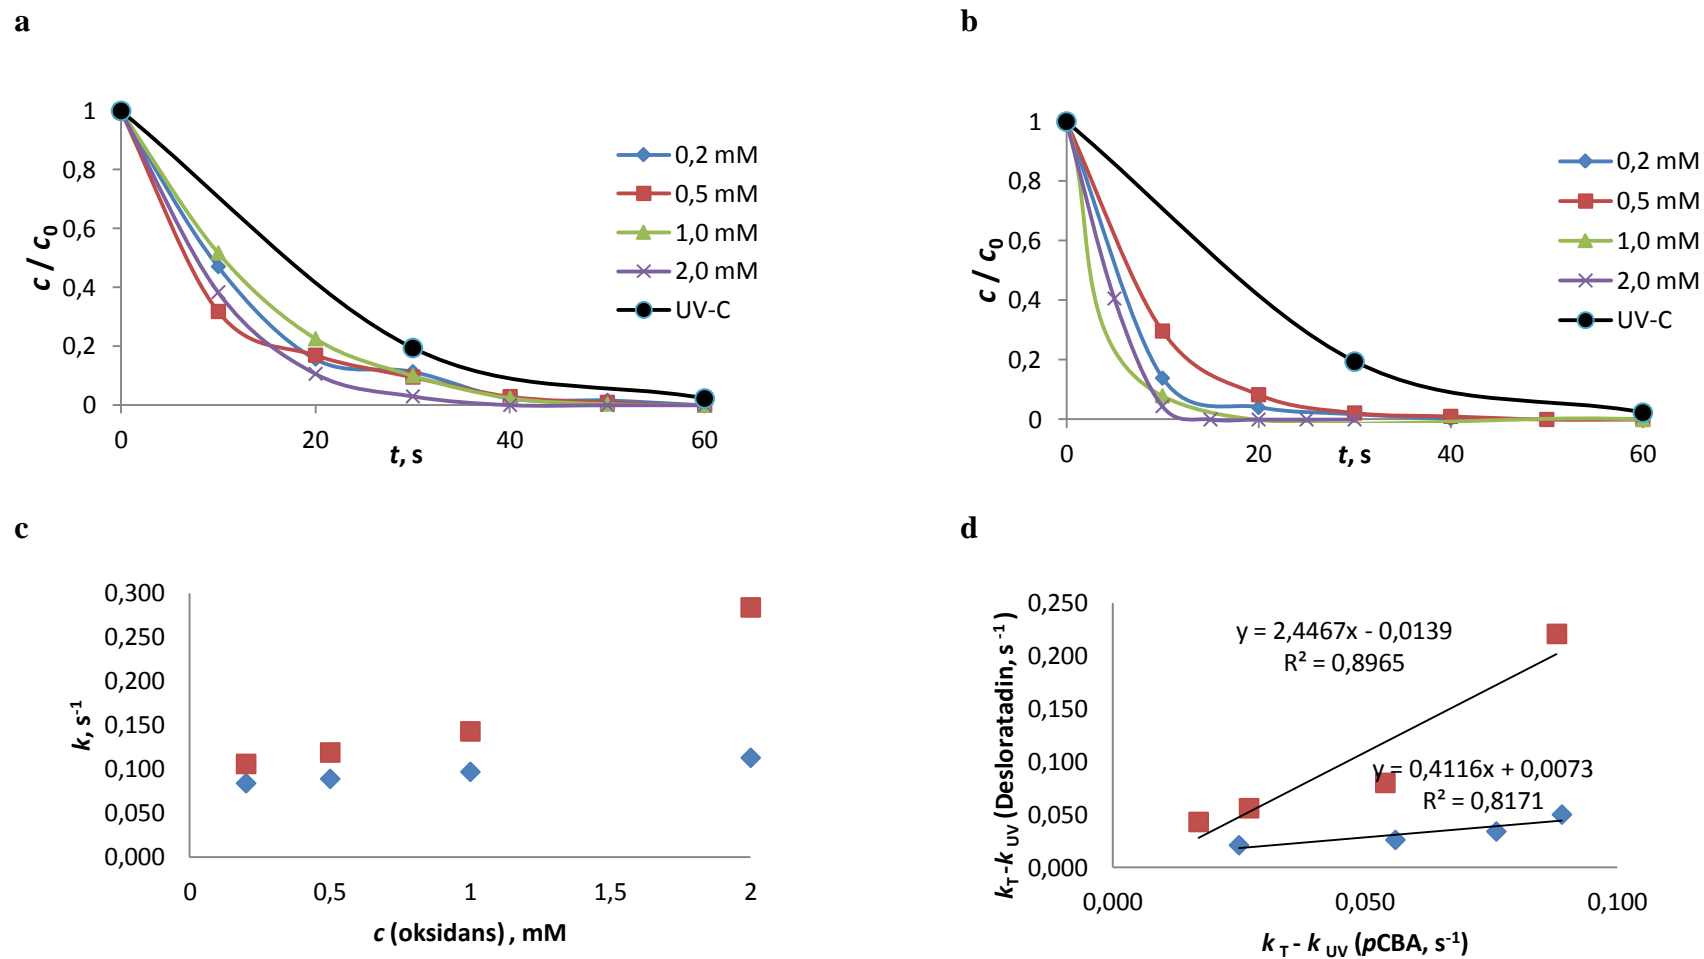 a
1
0,8
0,6
0,4
0,2
0
c / c0
0 20 40 60
t, s
0,2 mM
0,5 mM
1,0 mM
2,0 mM
UV-C
b
1
0,8
0,6
0,4
0,2
0
c / c0
0 20 40 60
t, s
0,2 mM
0,5 mM
1,0 mM
2,0 mM
UV-C
c
0,300
0,250
0,200
0,150
0,100
0,050
0,000
k, s-1
0 0,5 1 1,5 2
c (oksidans) , mM
d
0,250
0,200
0,150
0,100
0,050
0,000
kT-kUV (Desloratadin, s-1)
y = 2,4467x - 0,0139
R² = 0,8965
y = 0,4116x + 0,0073
R² = 0,8171
0,000 0,050 0,100
k T - k UV (pCBA, s-1)